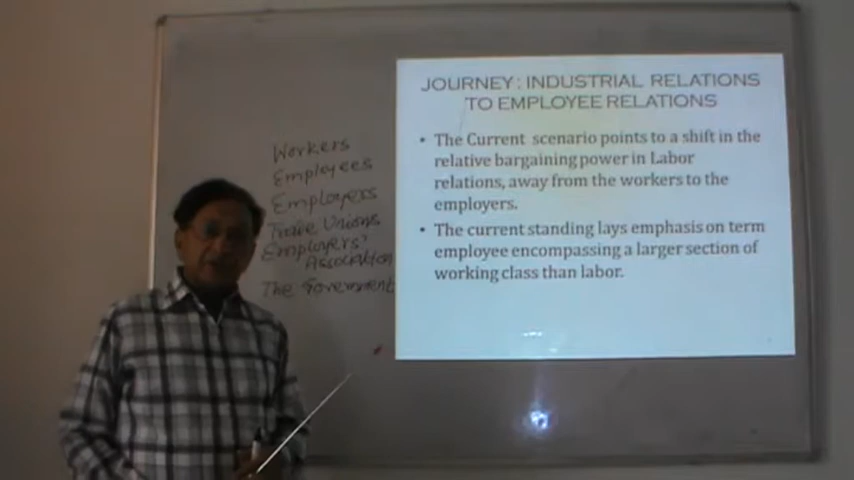 Workers
Employees
Employers
Trade Unions
Employers'
Association
The Government
JOURNEY: INDUSTRIAL RELATIONS
TO EMPLOYEE RELATIONS
• The Current scenario points to a shift in the
relative bargaining power in Labor
relations, away from the workers to the
employers.
• The current standing lays emphasis on term
employee encompassing a larger section of
working class than labor.